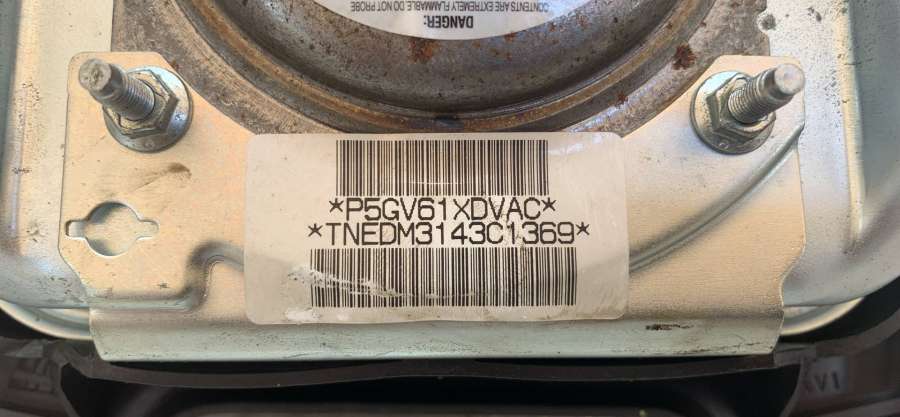 CONTENTS ARE EXTREMELY FLAMMABLE DO NOT PROBE
DANGER:
*P5GV61XDVAC*
*TNEDM3143C1369*